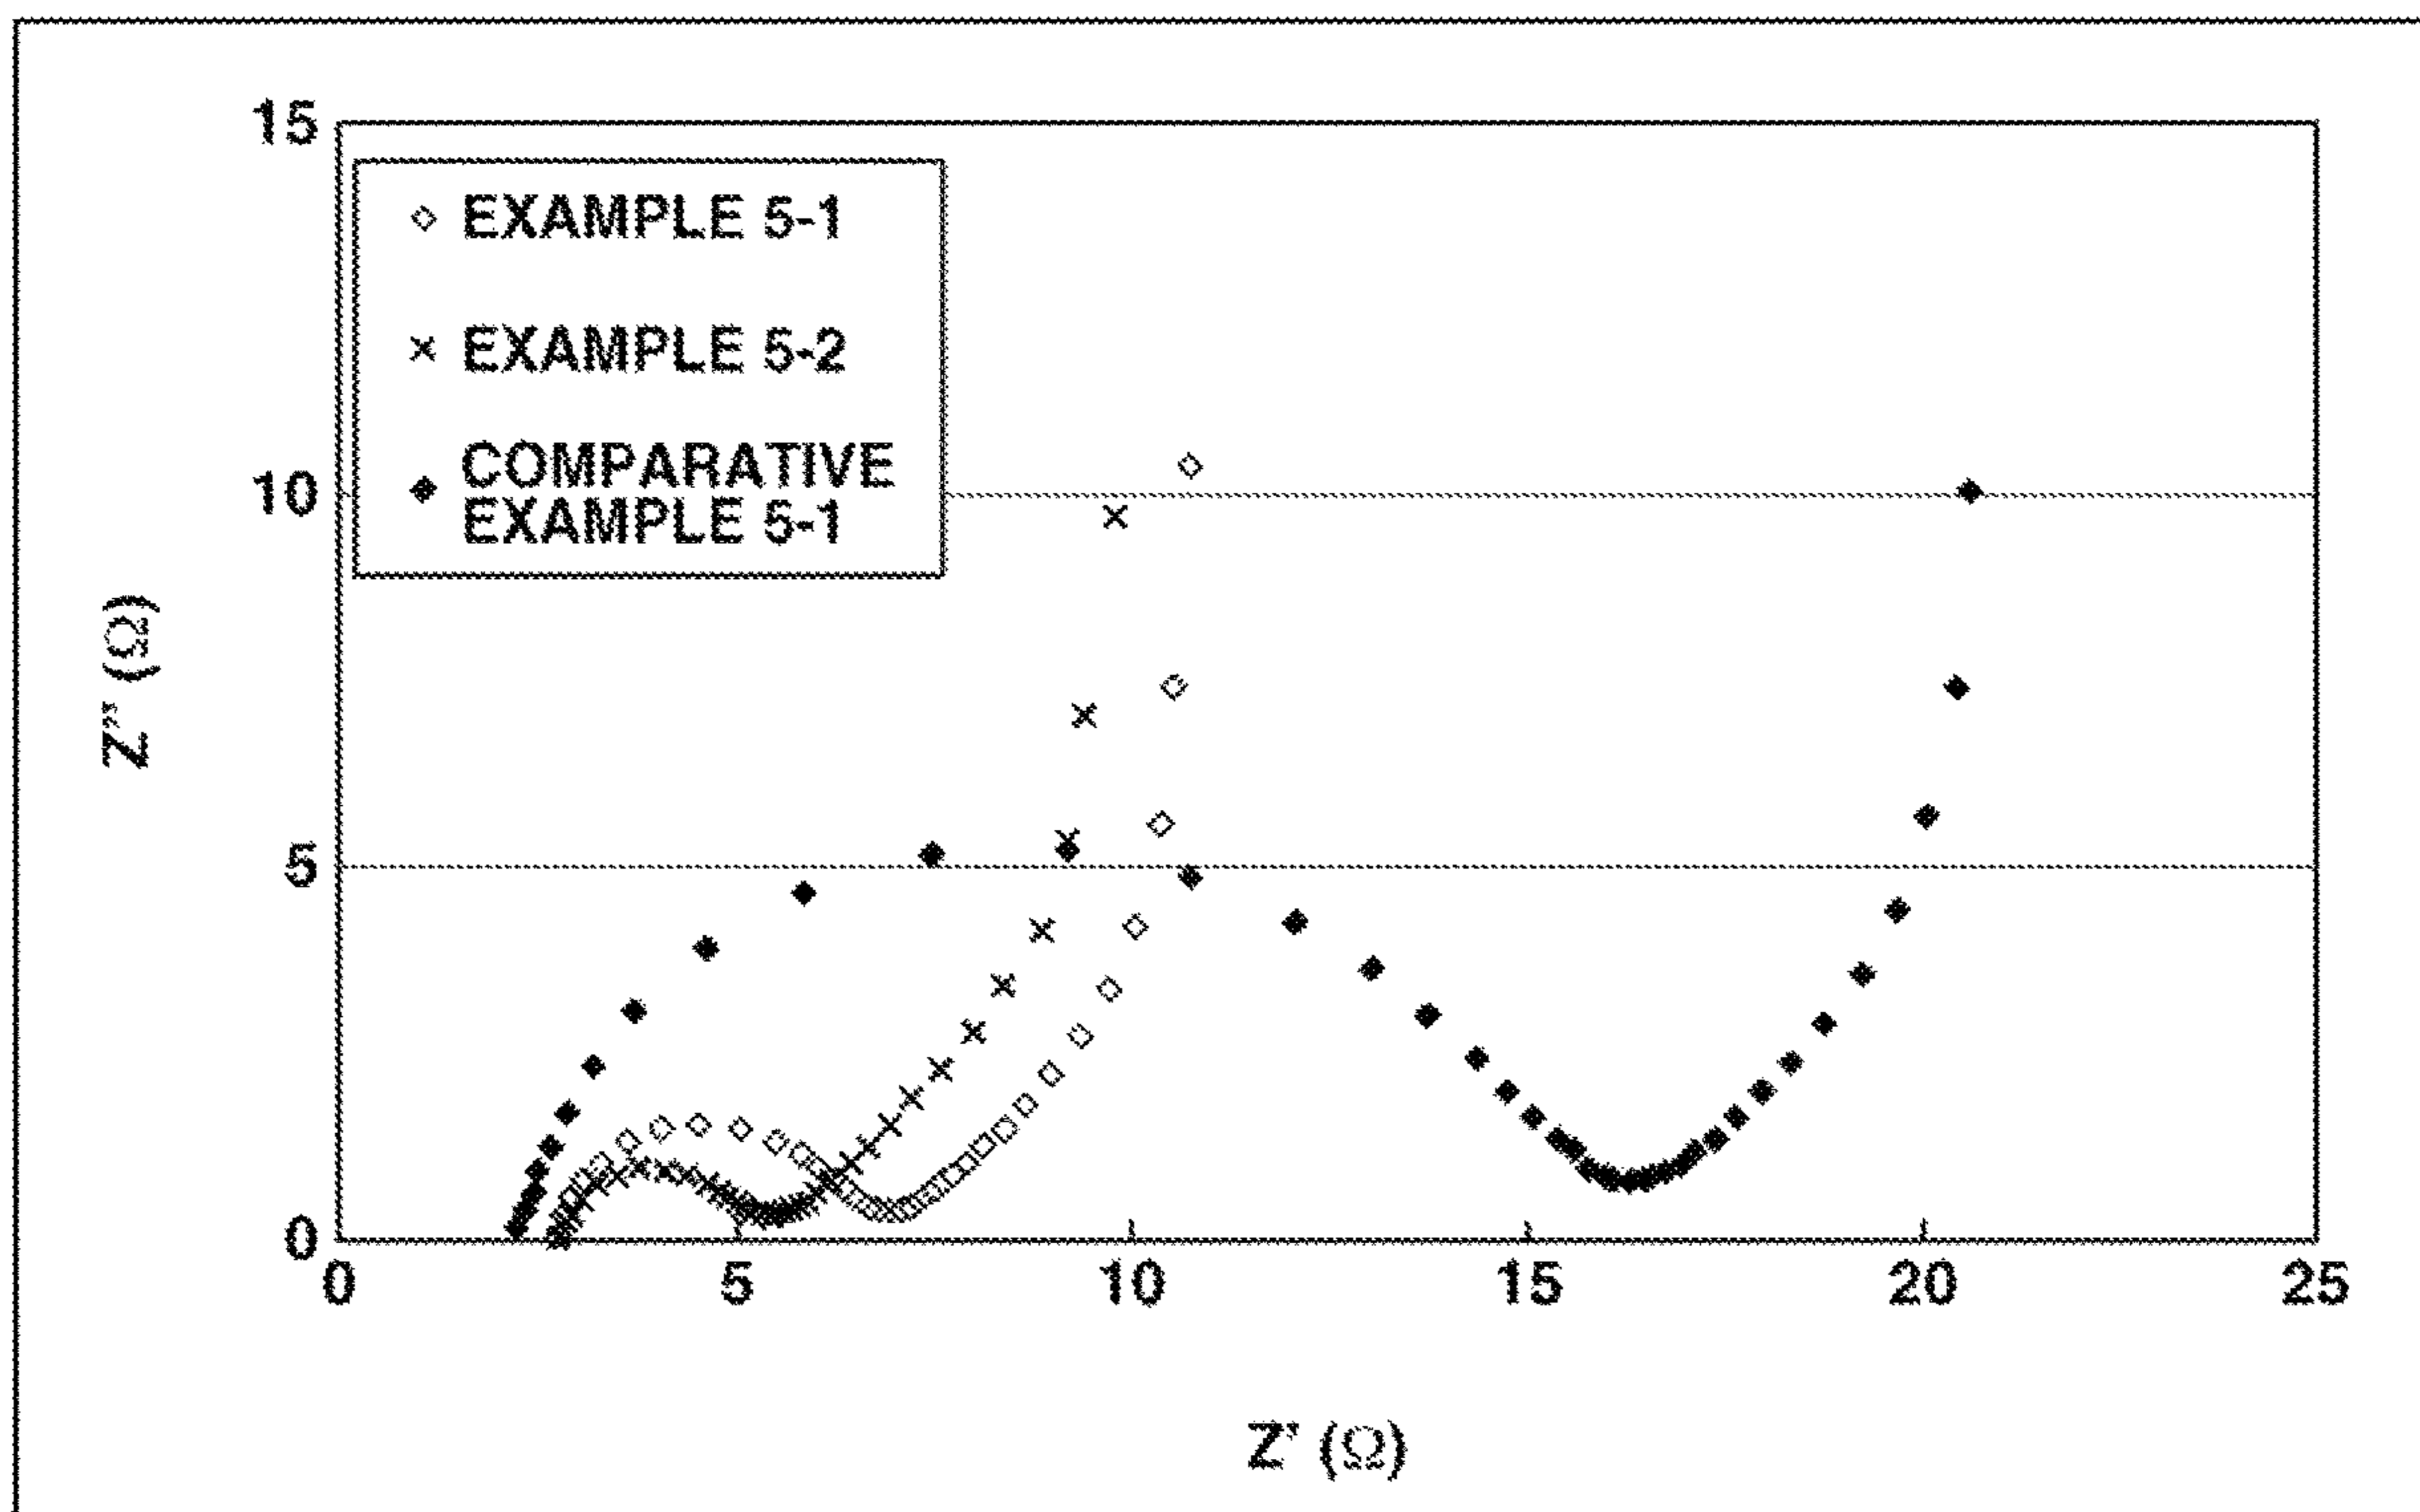 15
EXAMPLE 5-1
EXAMPLE 5-2
COMPARATIVE
EXAMPLE 5-1
10
5
0
Z'' (Ω)
0 5 10 15 20 25
Z' (Ω)